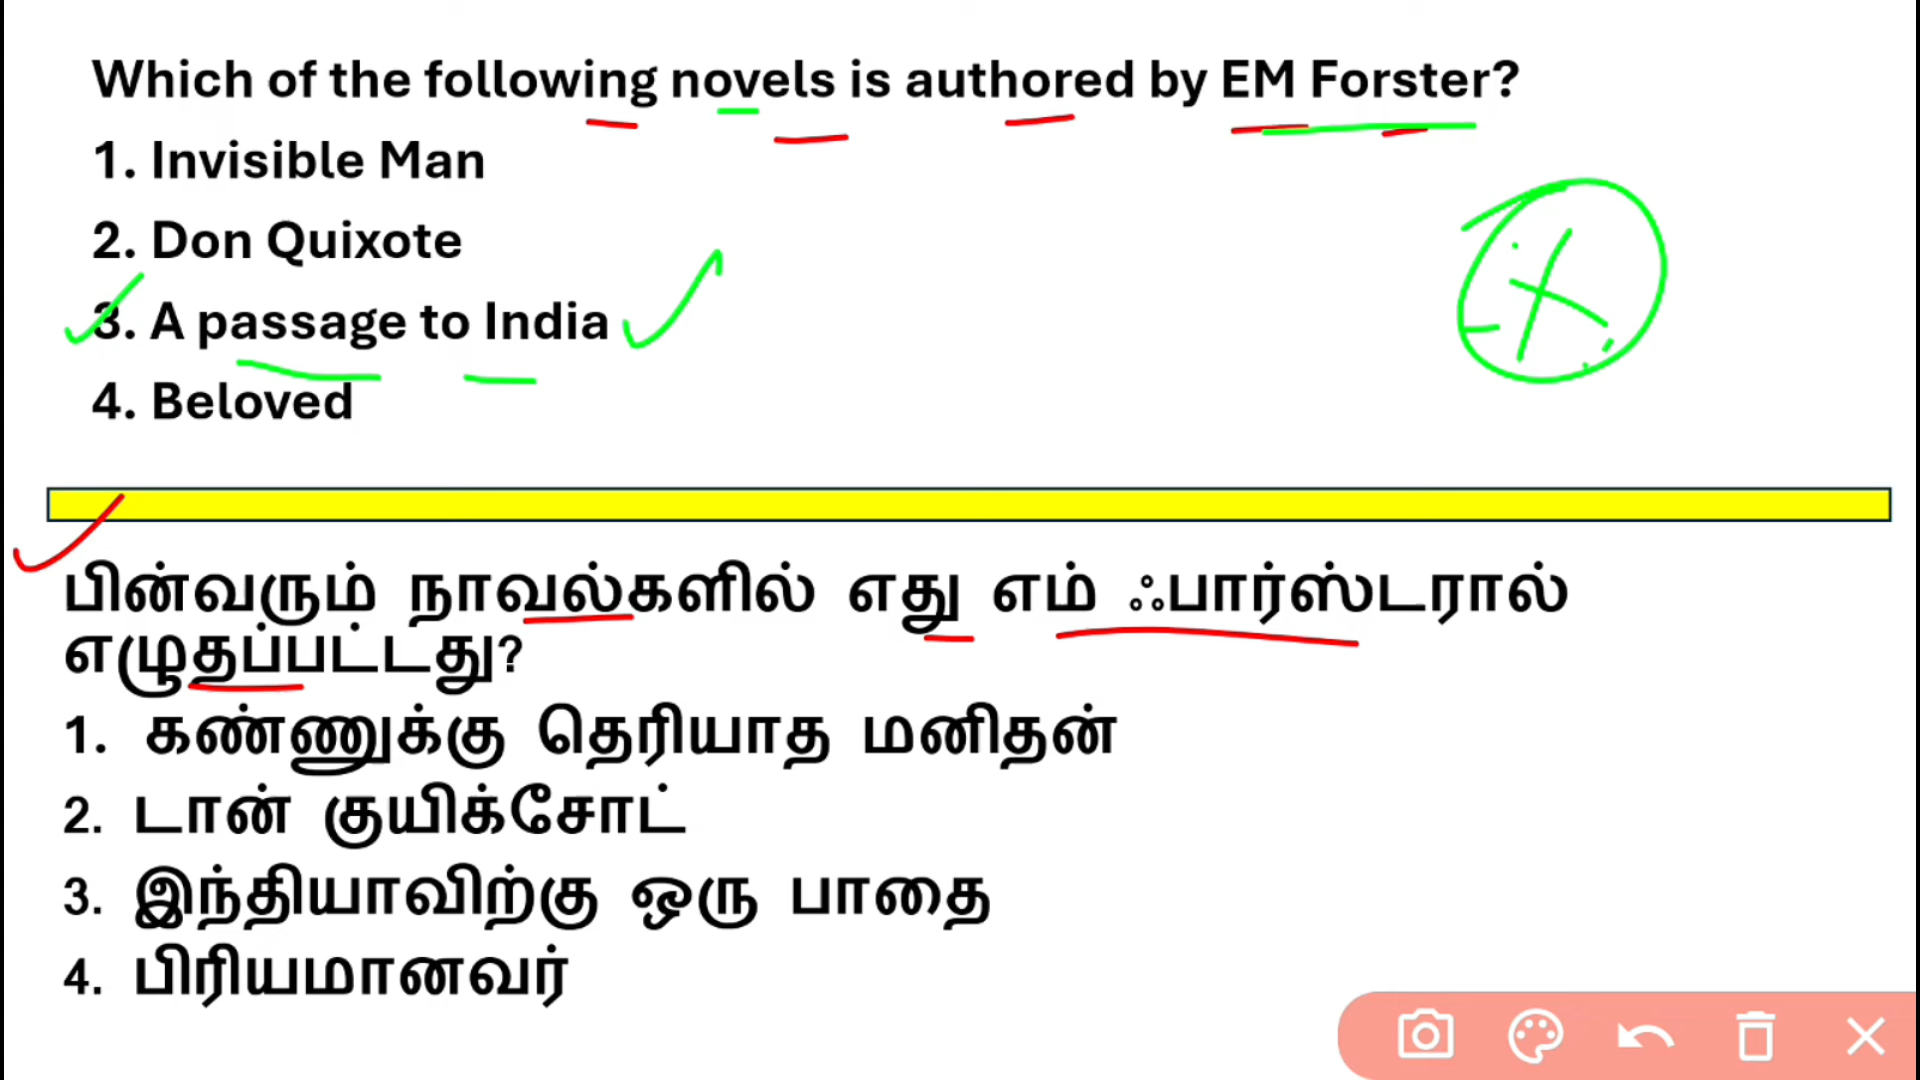 Which of the following novels is authored by EM Forster?
1. Invisible Man
2. Don Quixote
3. A passage to India
4. Beloved
பின்வரும் நாவல்களில் எது எம் ஃபார்ஸ்டரால்
எழுதப்பட்டது?
1. கண்ணுக்கு தெரியாத மனிதன்
2. டான் குயிக்சோட்
3. இந்தியாவிற்கு ஒரு பாதை
4. பிரியமானவர்